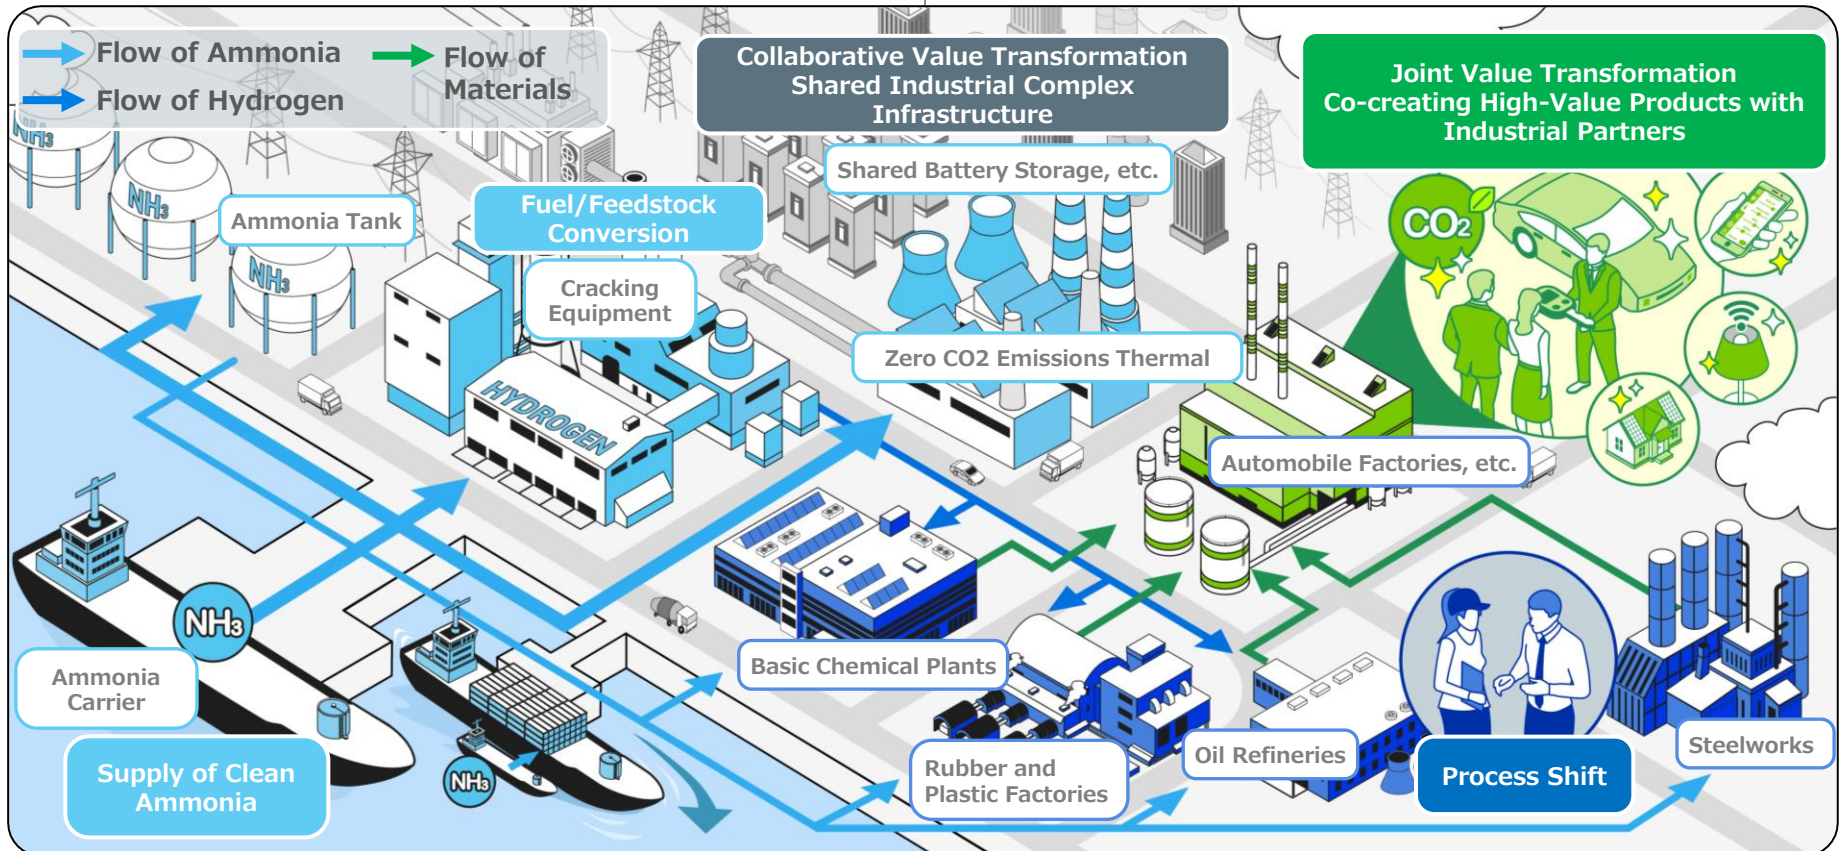 Flow of Ammonia
Flow of Hydrogen
Flow of
Materials
Collaborative Value Transformation
Shared Industrial Complex
Infrastructure
Joint Value Transformation
Co-creating High-Value Products with
Industrial Partners
NH3
NH3
NH3
Ammonia Tank
Fuel/Feedstock
Conversion
Cracking
Equipment
Shared Battery Storage, etc.
CO2
Zero CO2 Emissions Thermal
HYDROGEN
Automobile Factories, etc.
NH3
Ammonia
Carrier
Supply of Clean
Ammonia
NH3
Basic Chemical Plants
Rubber and
Plastic Factories
Oil Refineries
Process Shift
Steelworks